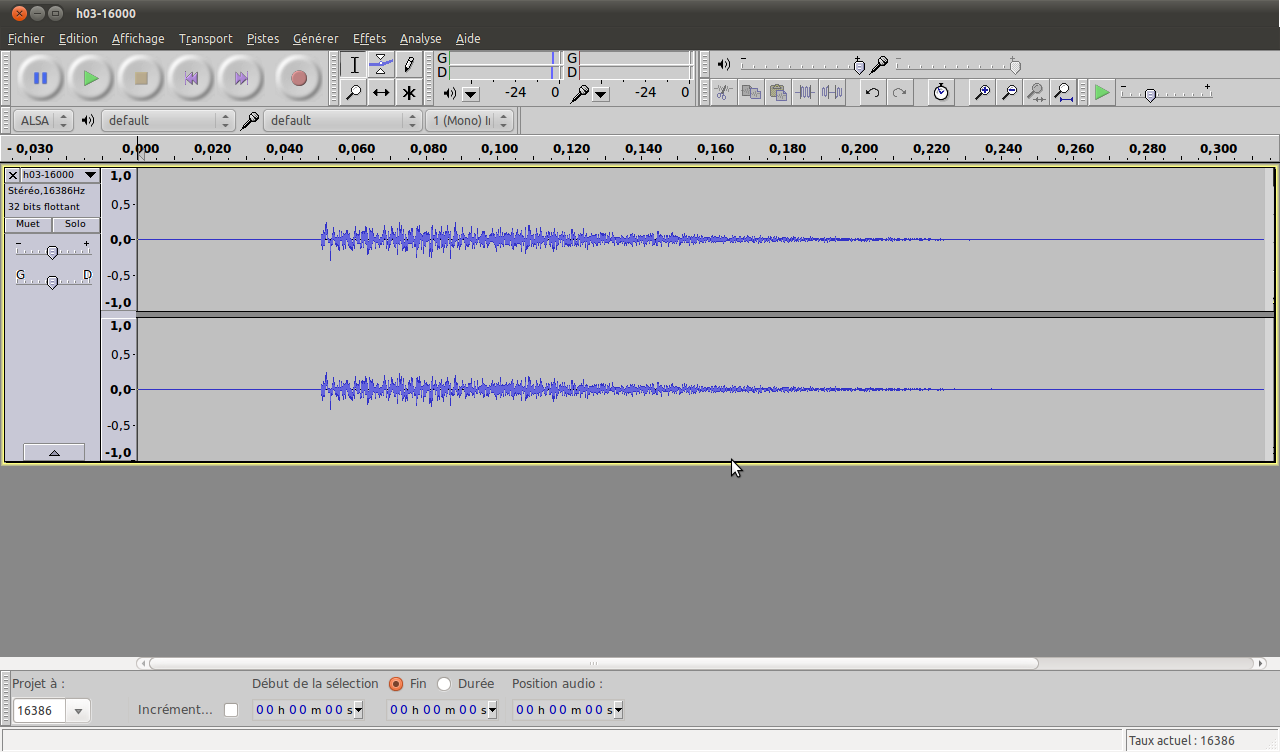 h03-16000
Fichier Edition Affichage Transport Pistes Générer Effets Analyse Aide
G G
D D
-24 0 -24 0
ALSA default default 1 (Mono) I
- 0,030 0,000 0,020 0,040 0,060 0,080 0,100 0,120 0,140 0,160 0,180 0,200 0,220 0,240 0,260 0,280 0,300
h03-16000
Stéréo,16386Hz
32 bits flottant
Muet Solo
- +
G D
1,0
0,5
0,0
-0,5
-1,0
1,0
0,5
0,0
-0,5
-1,0
Projet à : Début de la sélection Fin Durée Position audio :
16386 Incrément... 00 h 00 m 00 s 00 h 00 m 00 s 00 h 00 m 00 s
Taux actuel : 16386